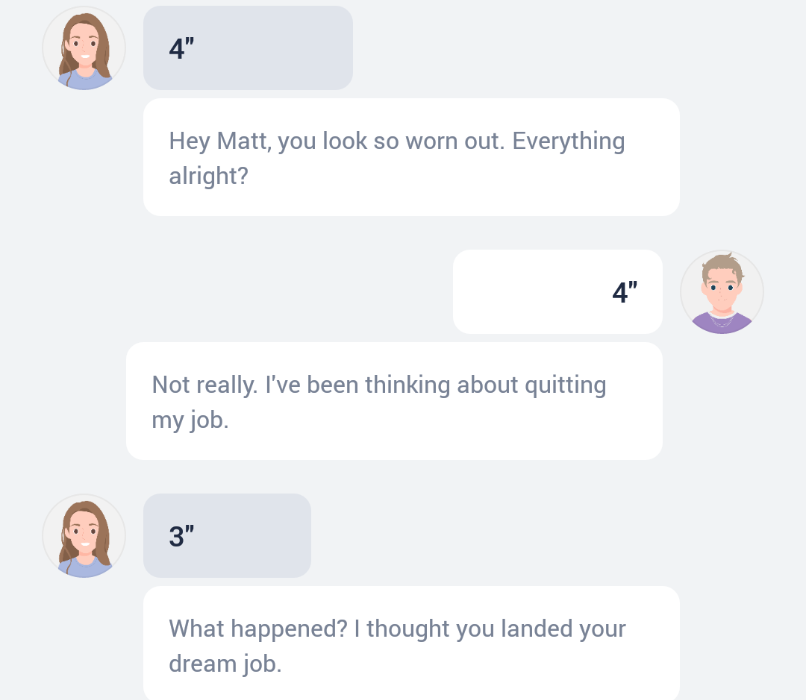 4"
Hey Matt, you look so worn out. Everything
alright?
4"
Not really. I've been thinking about quitting
my job.
3"
What happened? I thought you landed your
dream job.